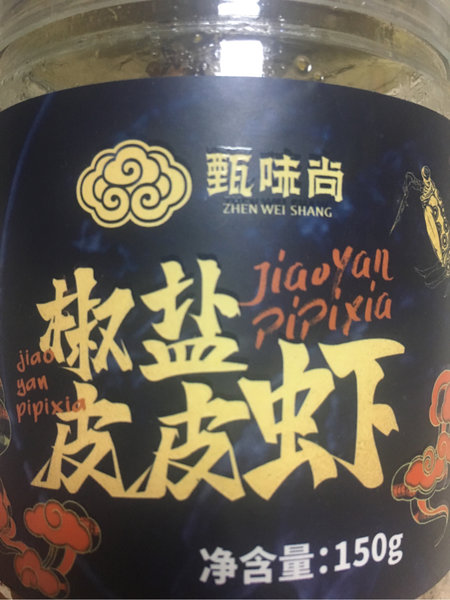 甄味尚
ZHEN WEI SHANG
jiaoyan
pipixia
椒盐
皮皮虾
jiao
yan
pipixia
净含量:150g